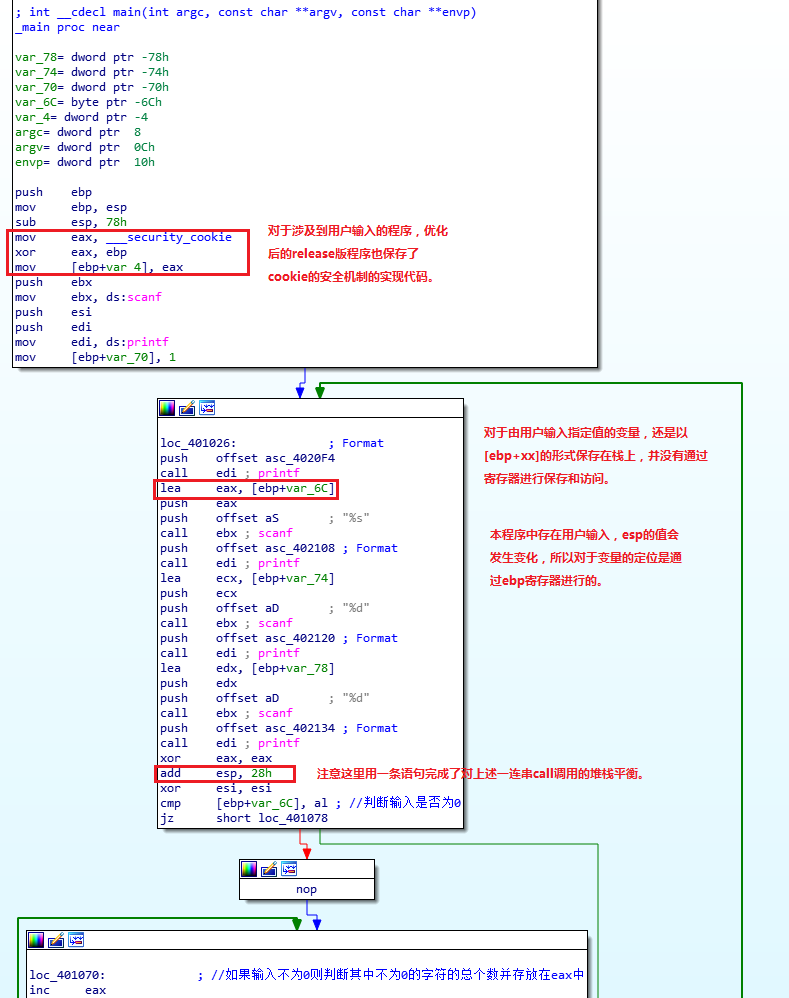 ; int __cdecl main(int argc, const char **argv, const char **envp)
_main proc near
var_78= dword ptr -78h
var_74= dword ptr -74h
var_70= dword ptr -70h
var_6C= byte ptr -6Ch
var_4= dword ptr -4
argc= dword ptr  8
argv= dword ptr  0Ch
envp= dword ptr  10h
push    ebp
mov     ebp, esp
sub     esp, 78h
mov     eax, ___security_cookie
xor     eax, ebp
mov     [ebp+var_4], eax
push    ebx
mov     ebx, ds:scanf
push    esi
push    edi
mov     edi, ds:printf
mov     [ebp+var_70], 1
对于涉及到用户输入的程序，优化
后的release版程序也保存了
cookie的安全机制的实现代码。
loc_401026:             ; Format
push    offset asc_4020F4
call    edi ; printf
lea     eax, [ebp+var_6C]
push    eax
push    offset aS       ; "%s"
call    ebx ; scanf
push    offset asc_402108 ; Format
call    edi ; printf
lea     ecx, [ebp+var_74]
push    ecx
push    offset aD       ; "%d"
call    ebx ; scanf
push    offset asc_402120 ; Format
call    edi ; printf
lea     edx, [ebp+var_78]
push    edx
push    offset aD       ; "%d"
call    ebx ; scanf
push    offset asc_402134 ; Format
call    edi ; printf
xor     eax, eax
add     esp, 28h
xor     esi, esi
cmp     [ebp+var_6C], al ; //判断输入是否为0
jz      short loc_401078
对于由用户输入指定值的变量，还是以
[ebp+xx]的形式保存在栈上，并没有通过
寄存器进行保存和访问。
本程序中存在用户输入，esp的值会
发生变化，所以对于变量的定位是通
过ebp寄存器进行的。
注意这里用一条语句完成了对上述一连串call调用的堆栈平衡。
nop
loc_401070:             ; //如果输入不为0则判断其中不为0的字符的总个数并存放在eax中
inc     eax